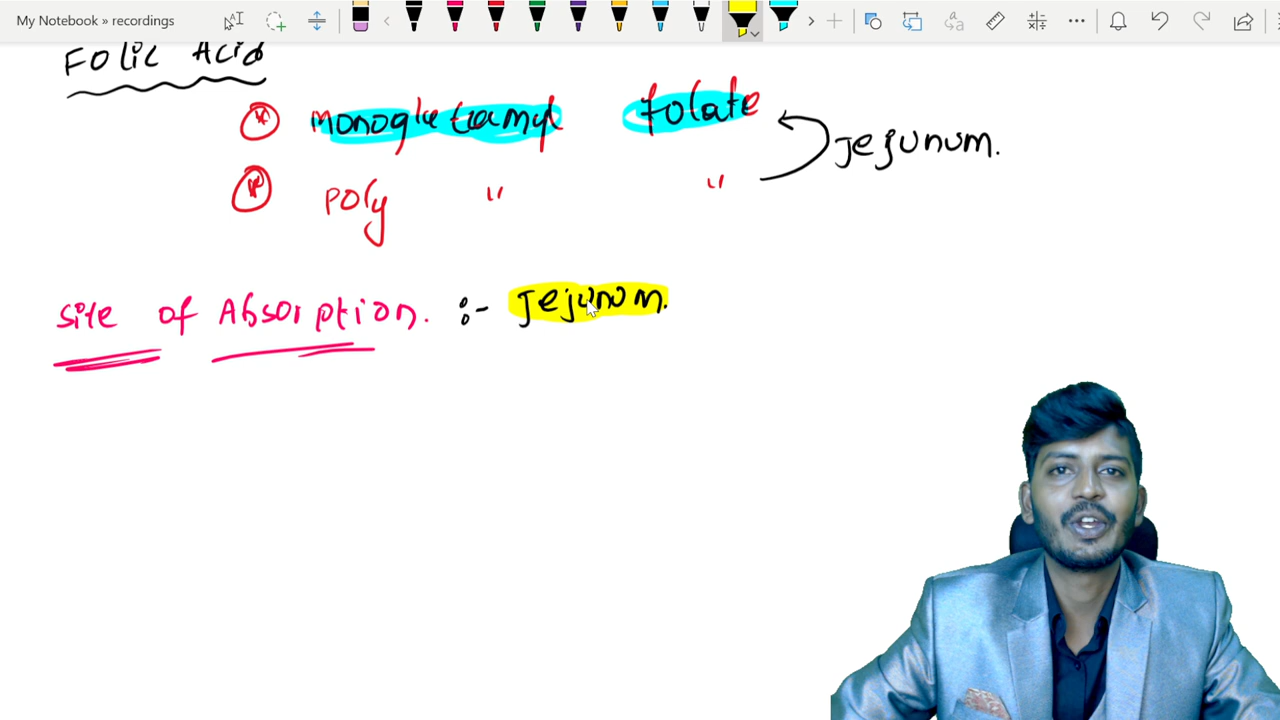 My Notebook » recordings
Folic Acid
monoglutamyl folate
Jejunum.
poly " "
Site of Absorption. :- Jejunum.